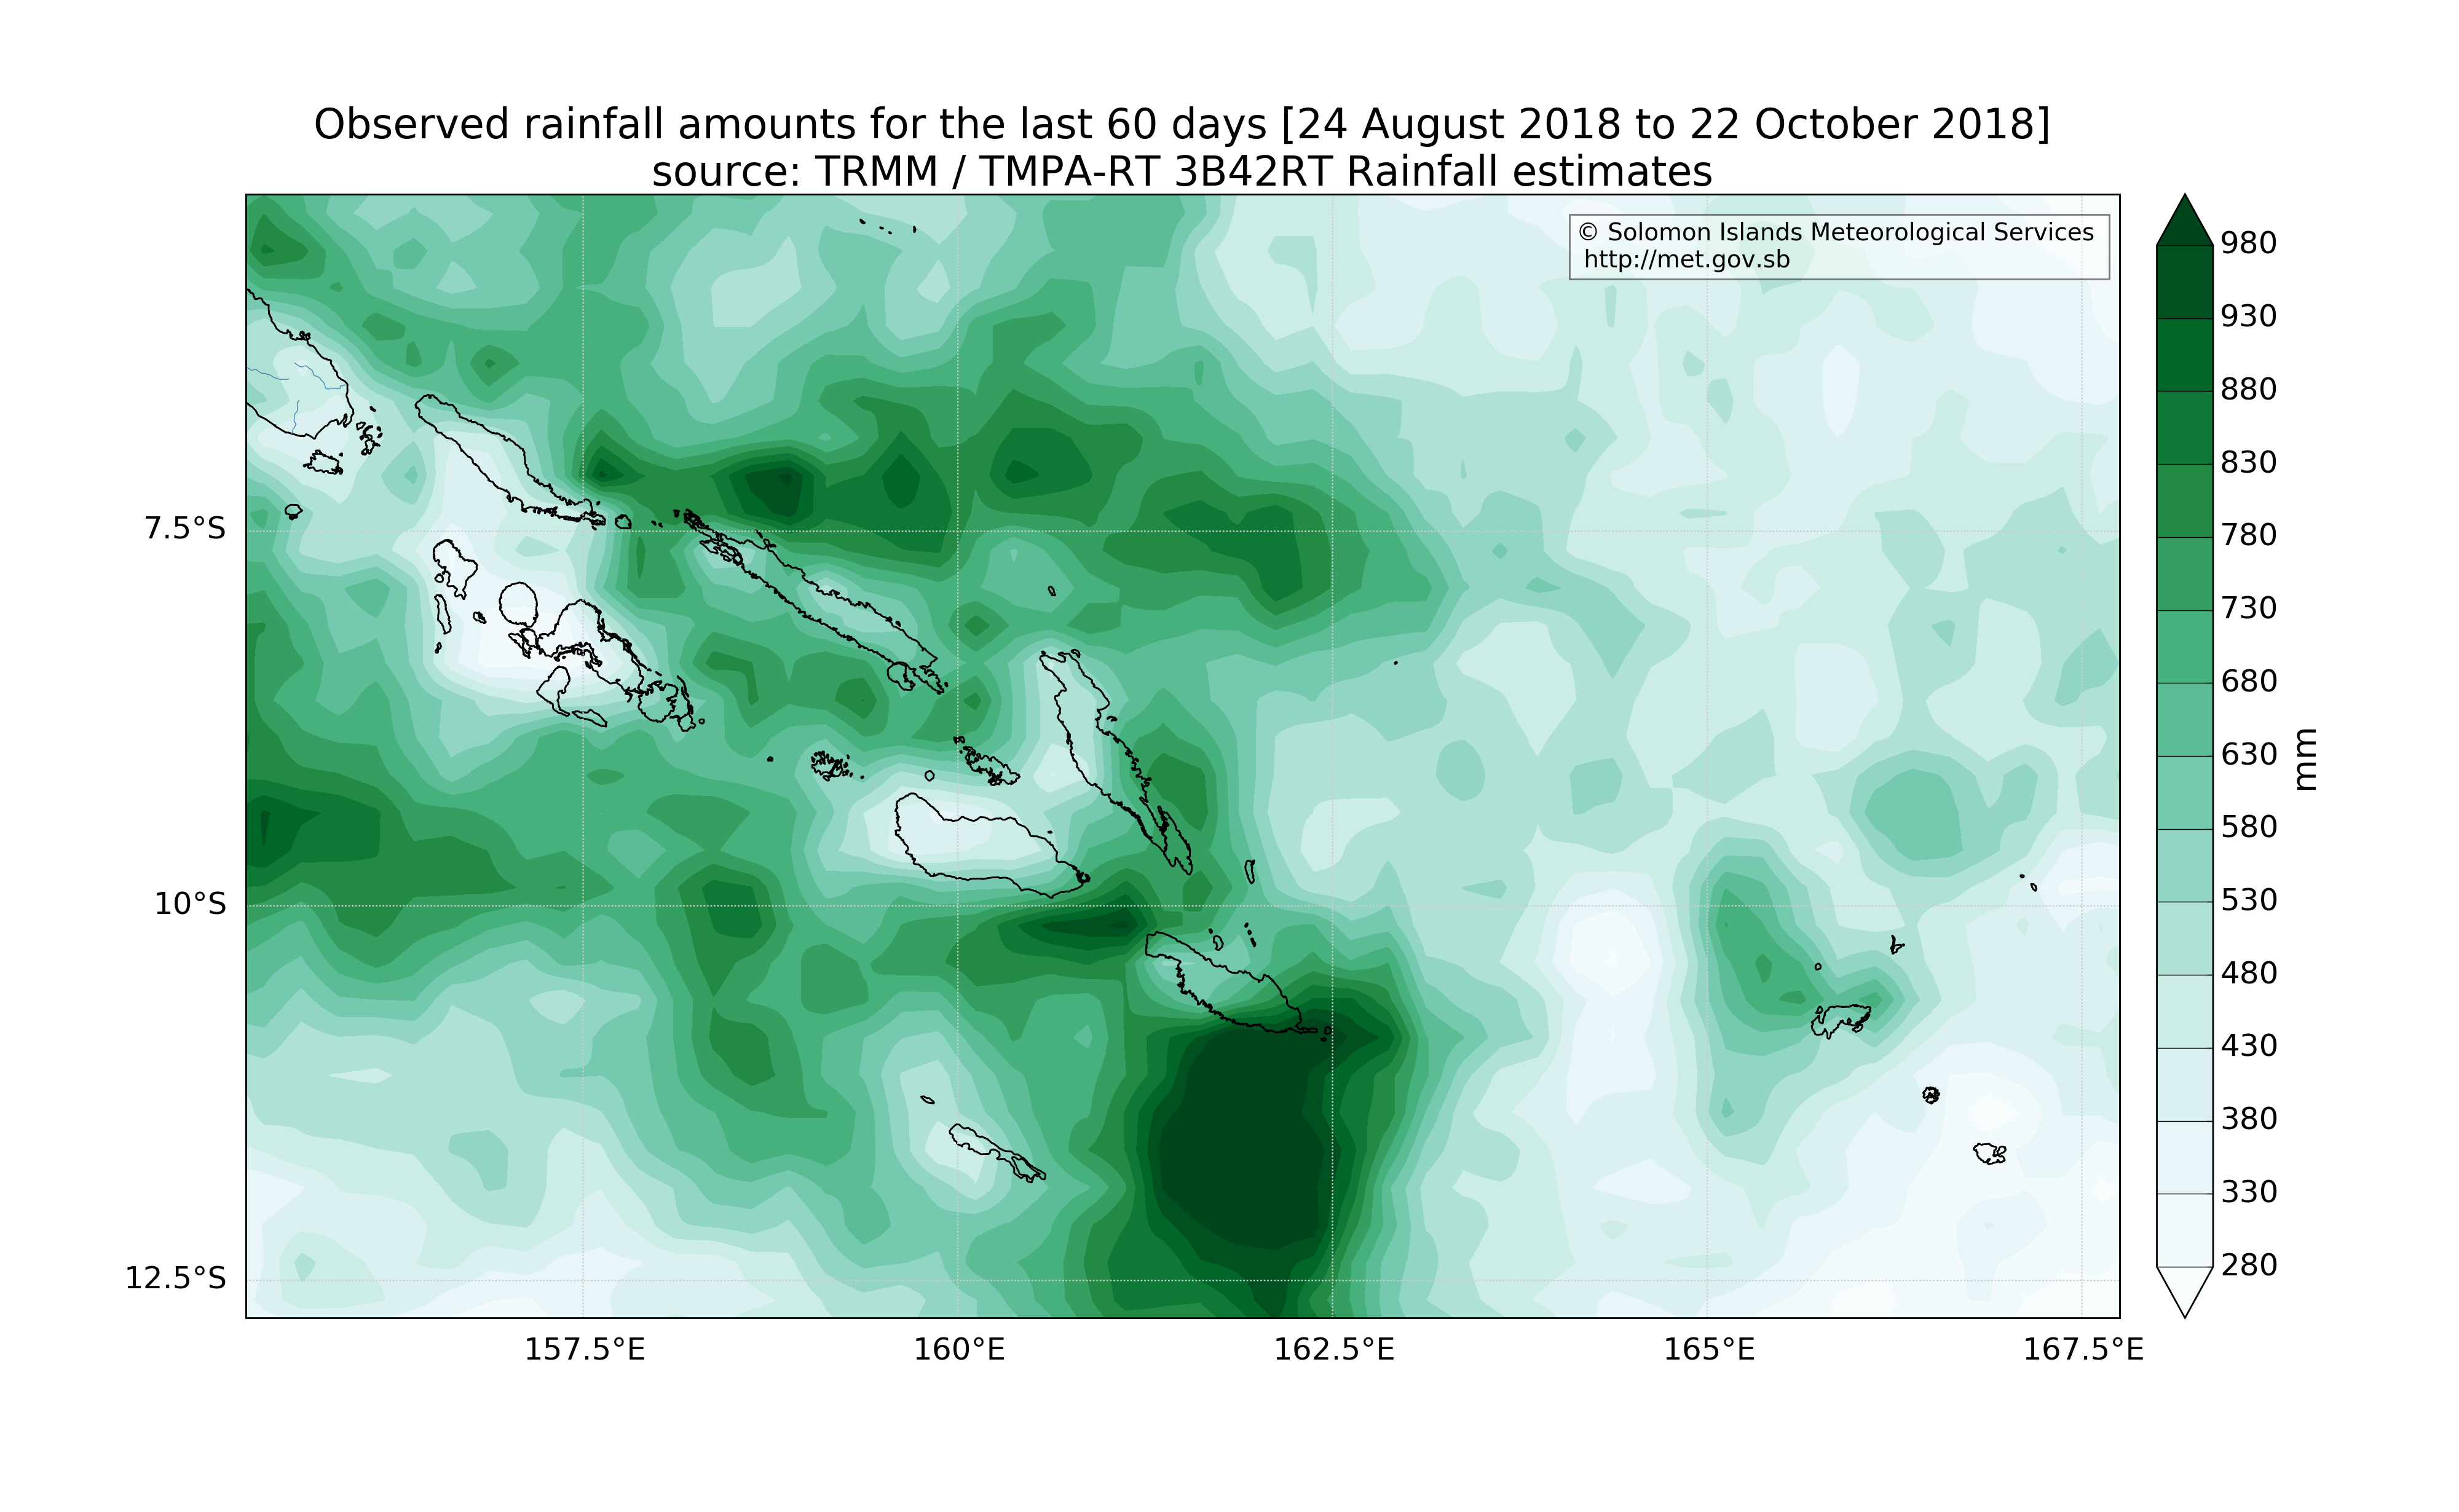 Observed rainfall amounts for the last 60 days [24 August 2018 to 22 October 2018]
source: TRMM / TMPA-RT 3B42RT Rainfall estimates
© Solomon Islands Meteorological Services
http://met.gov.sb
7.5°S
10°S
12.5°S
157.5°E
160°E
162.5°E
165°E
167.5°E
980
930
880
830
780
730
680
630
580
530
480
430
380
330
280
mm